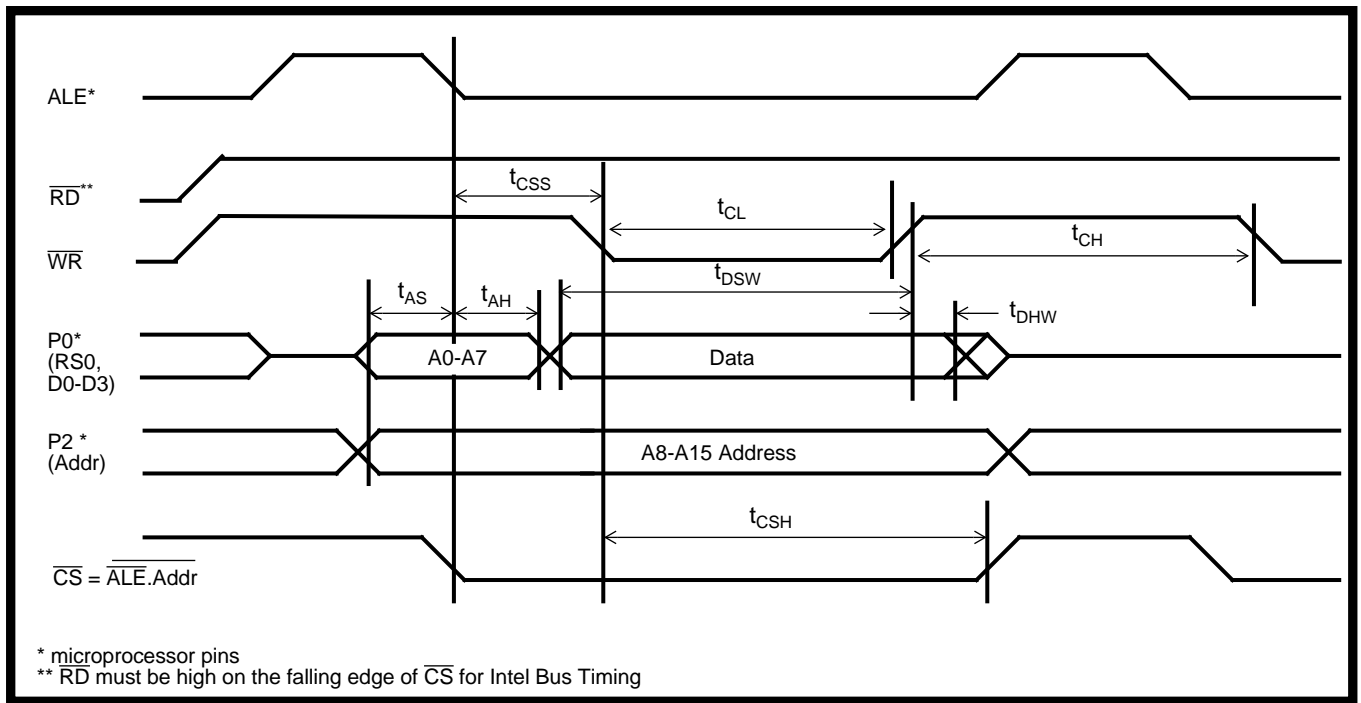 ALE*
RD**
tCSS
tCL
WR
tCH
tDSW
tAS
tAH
tDHW
P0*
(RS0,
D0-D3)
A0-A7
Data
P2 *
(Addr)
A8-A15 Address
tCSH
CS = ALE.Addr
* microprocessor pins
** RD must be high on the falling edge of CS for Intel Bus Timing